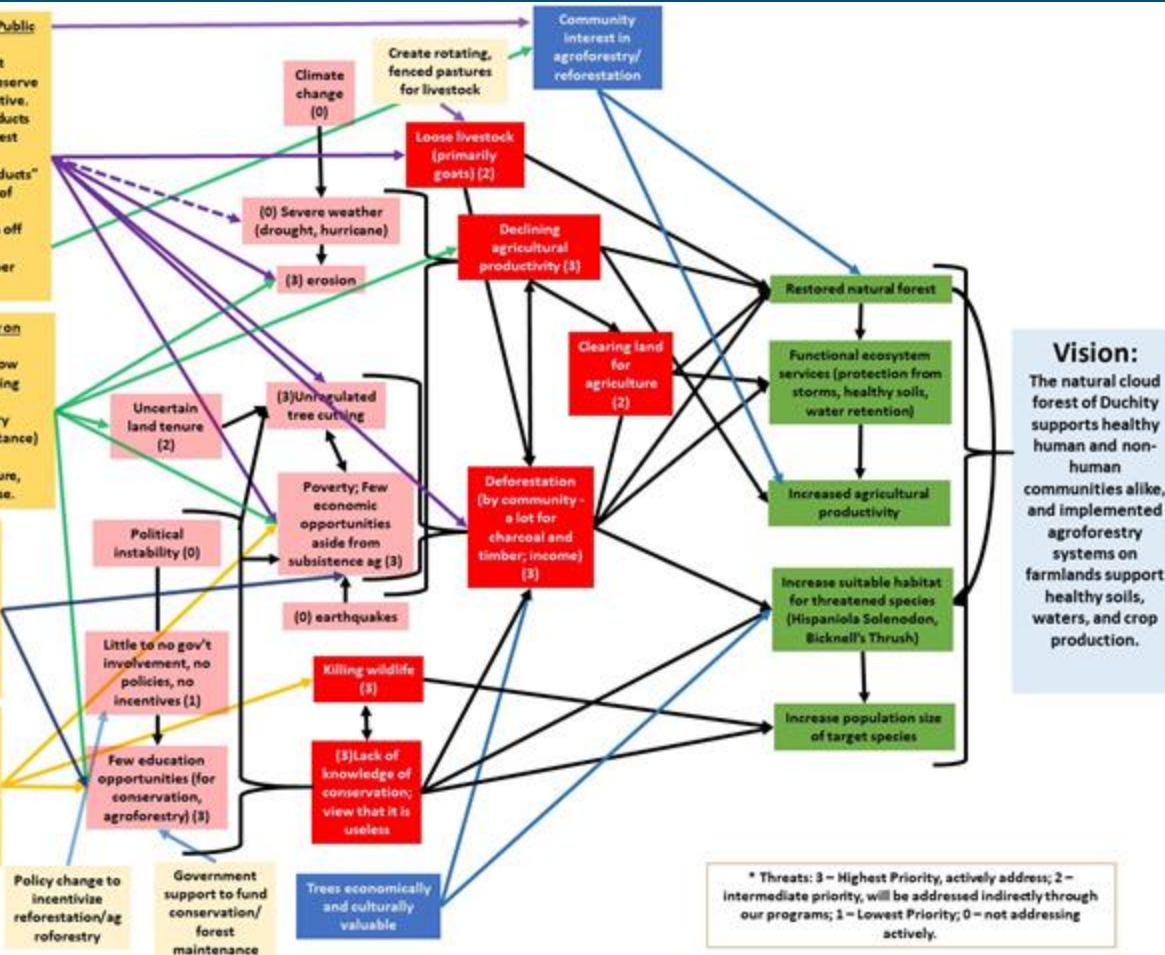 Public
t
serve
tive.
ducts
est
ducts"
of
off
er
on
ow
ing
ry
tance)
ure,
se.
Community
interest in
agroforestry/
reforestation
Create rotating,
fenced pastures
for livestock
Climate
change
(0)
Loose livestock
(primarily
goats) (2)
(0) Severe weather
(drought, hurricane)
(3) erosion
Declining
agricultural
productivity (3)
Clearing land
for
agriculture
(2)
Uncertain
land tenure
(2)
(3)Unregulated
tree cutting
Poverty; Few
economic
opportunities
aside from
subsistence ag (3)
(0) earthquakes
Political
instability (0)
Little to no gov't
involvement, no
policies, no
incentives (1)
Few education
opportunities (for
conservation,
agroforestry) (3)
Deforestation
(by community -
a lot for
charcoal and
timber; income)
(3)
Killing wildlife
(3)
(3)Lack of
knowledge of
conservation;
view that it is
useless
Policy change to
incentivize
reforestation/ag
roforestry
Government
support to fund
conservation/
forest
maintenance
Trees economically
and culturally
valuable
Restored natural forest
Functional ecosystem
services (protection from
storms, healthy soils,
water retention)
Increased agricultural
productivity
Increase suitable habitat
for threatened species
(Hispaniola Solenodon,
Bicknell's Thrush)
Increase population size
of target species
Vision:
The natural cloud
forest of Duchity
supports healthy
human and non-
human
communities alike,
and implemented
agroforestry
systems on
farmlands support
healthy soils,
waters, and crop
production.
* Threats: 3 – Highest Priority, actively address; 2 –
intermediate priority, will be addressed indirectly through
our programs; 1 – Lowest Priority; 0 – not addressing
actively.